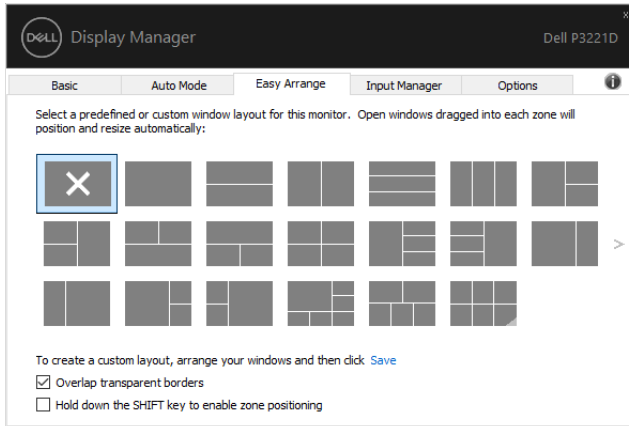 DELL Display Manager Dell P3221D x
Basic Auto Mode Easy Arrange Input Manager Options i
Select a predefined or custom window layout for this monitor. Open windows dragged into each zone will
position and resize automatically:
>
To create a custom layout, arrange your windows and then click Save
Overlap transparent borders
Hold down the SHIFT key to enable zone positioning